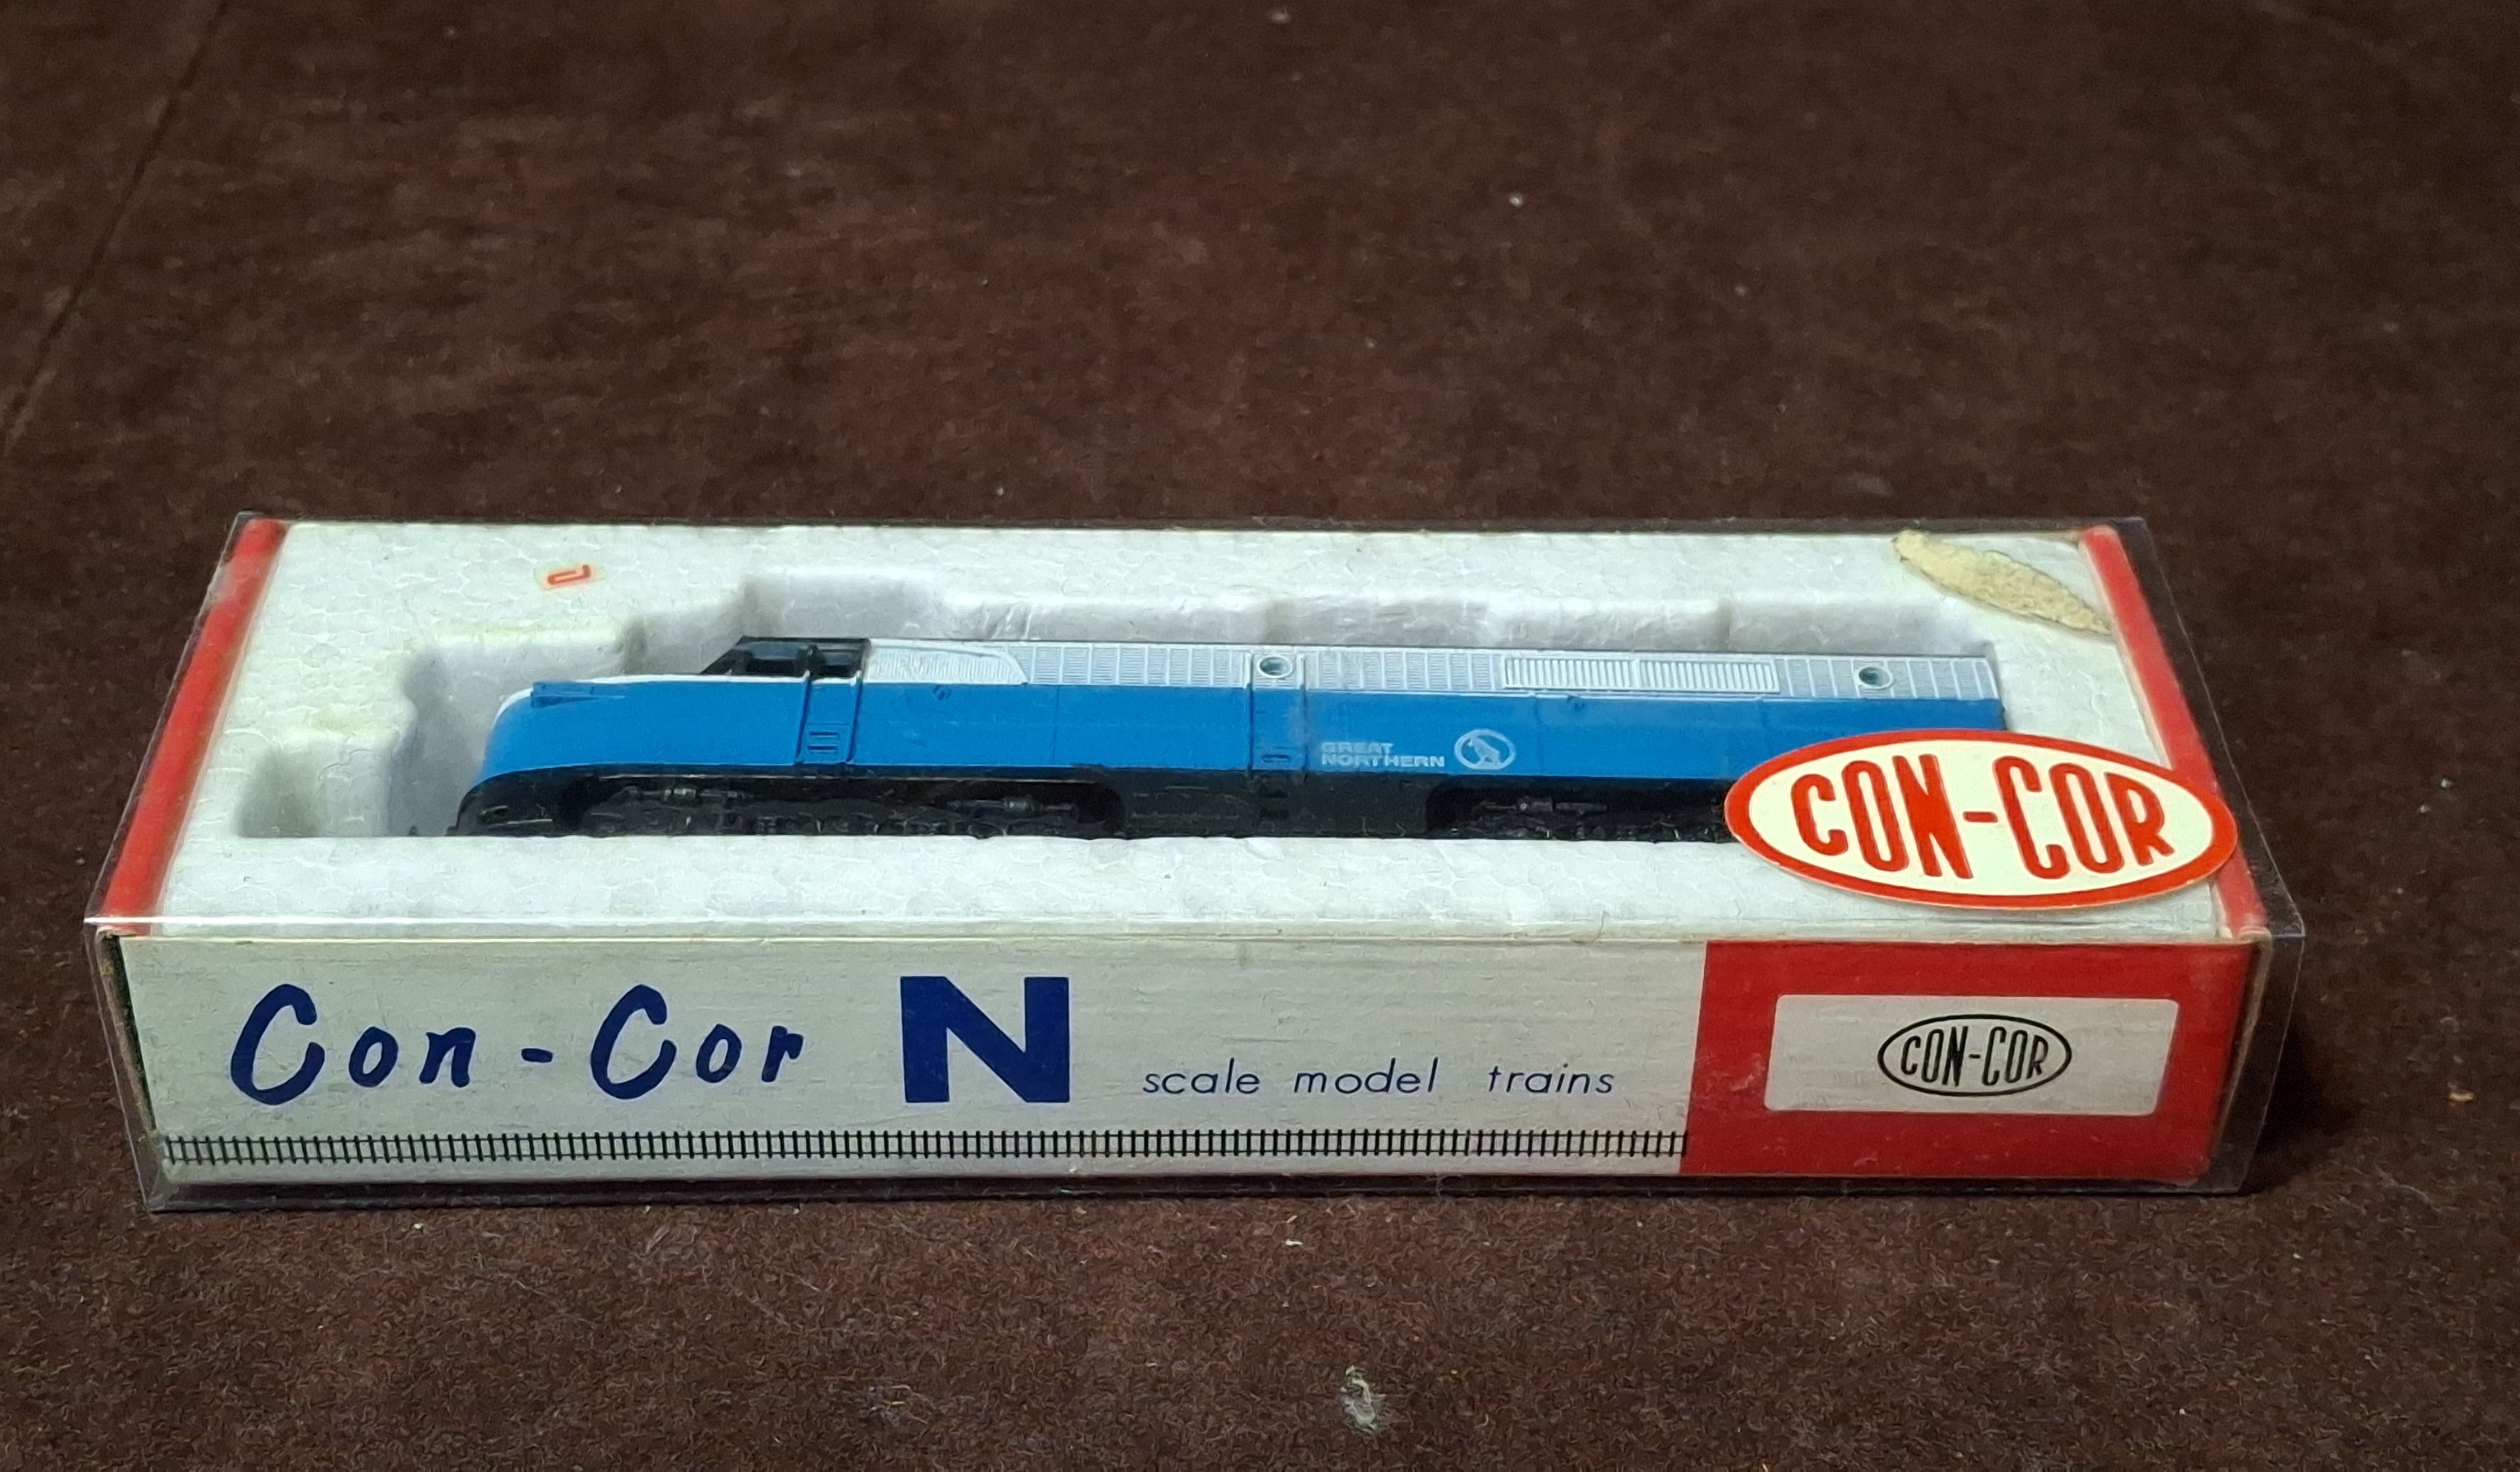 GREAT
NORTHERN
CON-COR
Con-Cor N scale model trains
CON-COR